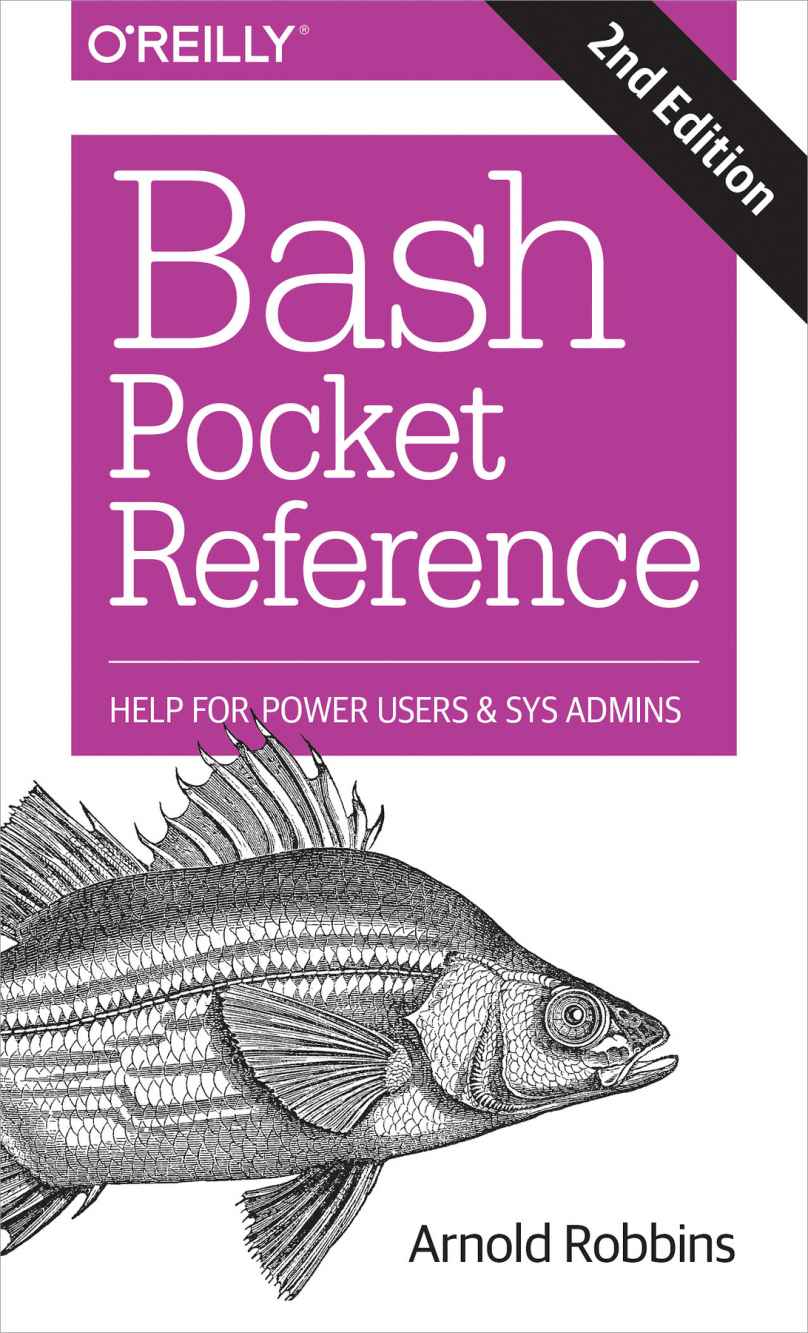 O'REILLY®
2nd Edition
Bash
Pocket
Reference
HELP FOR POWER USERS & SYS ADMINS
Arnold Robbins